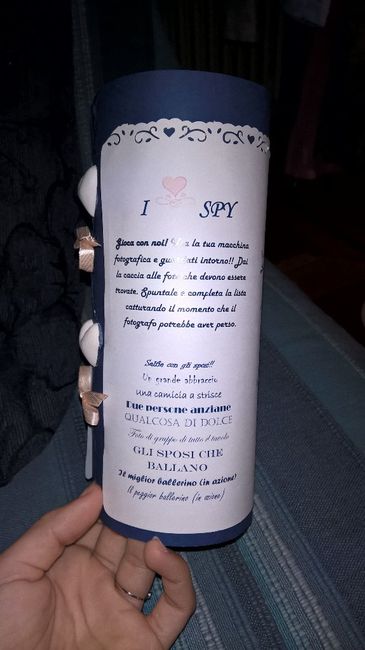 I SPY
Gioca con noi! la tua macchina
fotografica e intorno!! Dai
la caccia alle foto che devono essere
trovate. Spuntale e completa la lista
catturando il momento che il
fotografo potrebbe aver perso.
Selfie con gli sposi!!
Un grande abbraccio
una camicia a strisce
Due persone anziane
QUALCOSA DI DOLCE
Foto di gruppo di tutto il tavolo
GLI SPOSI CHE
BALLANO
Il miglior ballerino (in azione)
Il peggior ballerino (in azione)